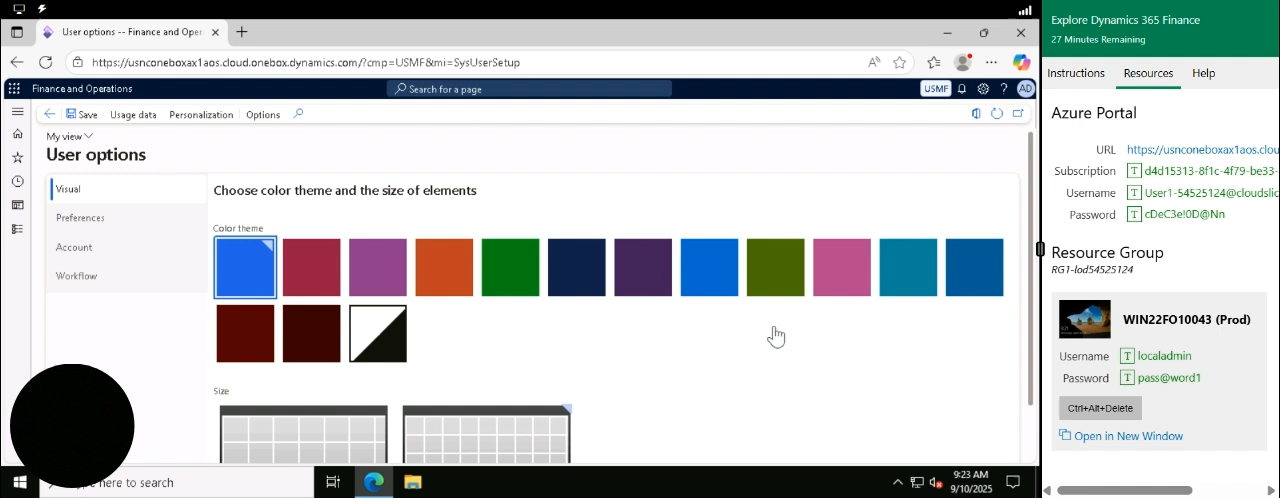 User options -- Finance and Oper
https://usnconeboxax1aos.cloud.onebox.dynamics.com/?cmp=USMF&mi=SysUserSetup
Finance and Operations
Search for a page
USMF
?
AD
Save
Usage data
Personalization
Options
My view
User options
Visual
Preferences
Account
Workflow
Choose color theme and the size of elements
Color theme
Size
here to search
9:23 AM
9/10/2025
Explore Dynamics 365 Finance
27 Minutes Remaining
Instructions
Resources
Help
Azure Portal
URL https://usnconeboxax1aos.clou
Subscription T d4d15313-8f1c-4f79-be33-
Username T User1-54525124@cloudslic
Password T cDeC3e!0D@Nn
Resource Group
RG1-lod54525124
WIN22FO10043 (Prod)
Username T localadmin
Password T pass@word1
Ctrl+Alt+Delete
Open in New Window